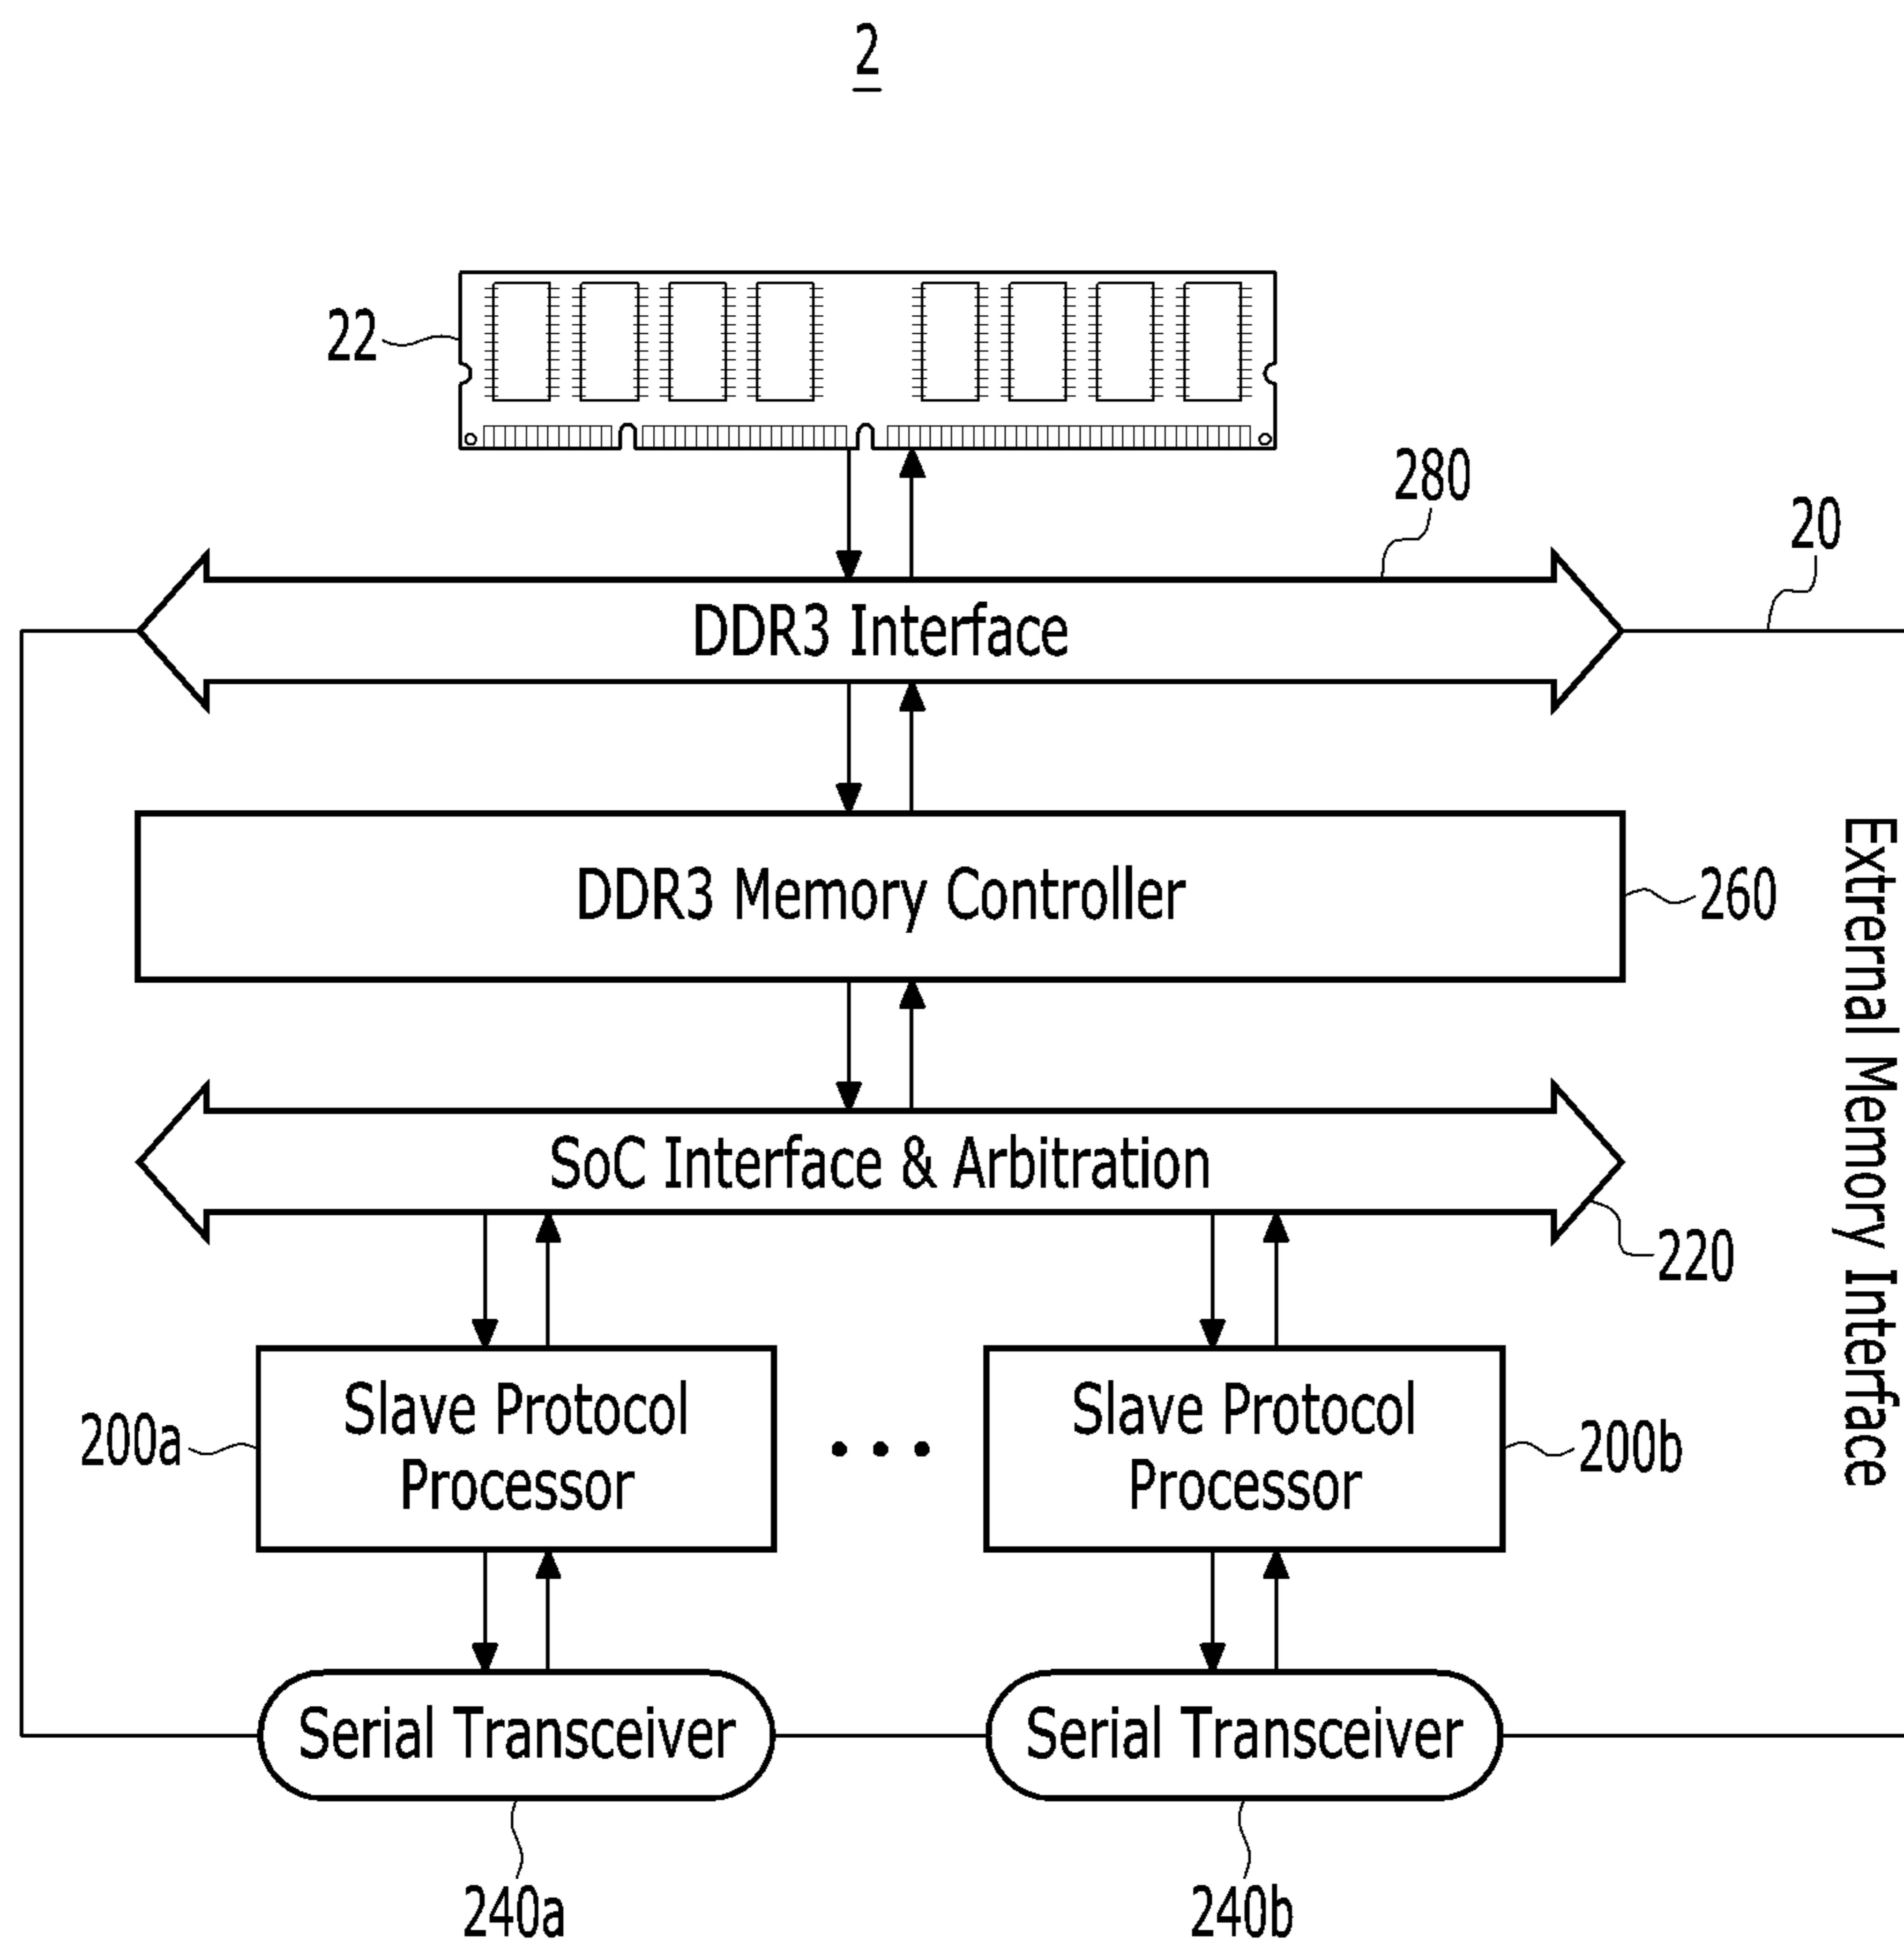 2
22
280
20
DDR3 Interface
DDR3 Memory Controller
260
Extrernal Memory Interface
SoC Interface & Arbitration
220
Slave Protocol
Processor
200a
• • •
Slave Protocol
Processor
200b
Serial Transceiver
Serial Transceiver
240a
240b